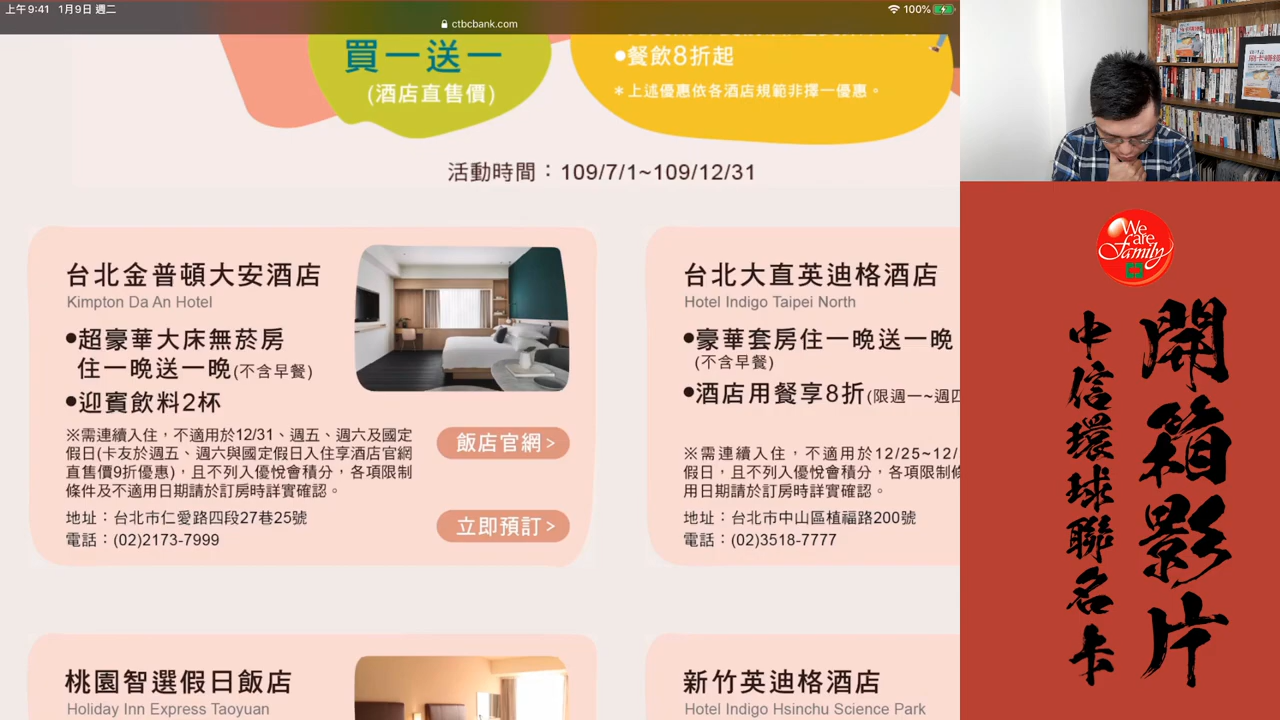 上午9:41 1月9日 週二
100%
ctbcbank.com
買一送一
(酒店直售價)
●餐飲8折起
＊上述優惠依各酒店規範非擇一優惠。
活動時間：109/7/1~109/12/31
台北金普頓大安酒店
Kimpton Da An Hotel
●超豪華大床無菸房
住一晚送一晚(不含早餐)
●迎賓飲料2杯
※需連續入住，不適用於12/31、週五、週六及國定
假日(卡友於週五、週六與國定假日入住享酒店官網
直售價9折優惠)，且不列入優悅會積分，各項限制
條件及不適用日期請於訂房時詳實確認。
地址：台北市仁愛路四段27巷25號
電話：(02)2173-7999
飯店官網>
立即預訂>
台北大直英迪格酒店
Hotel Indigo Taipei North
●豪華套房住一晚送一晚
(不含早餐)
●酒店用餐享8折(限週一~週四
※需連續入住，不適用於12/25~12/
假日，且不列入優悅會積分，各項限制條
用日期請於訂房時詳實確認。
地址：台北市中山區植福路200號
電話：(02)3518-7777
桃園智選假日飯店
Holiday Inn Express Taoyuan
新竹英迪格酒店
Hotel Indigo Hsinchu Science Park
We
are
Family
開箱影片
中信環球聯名卡